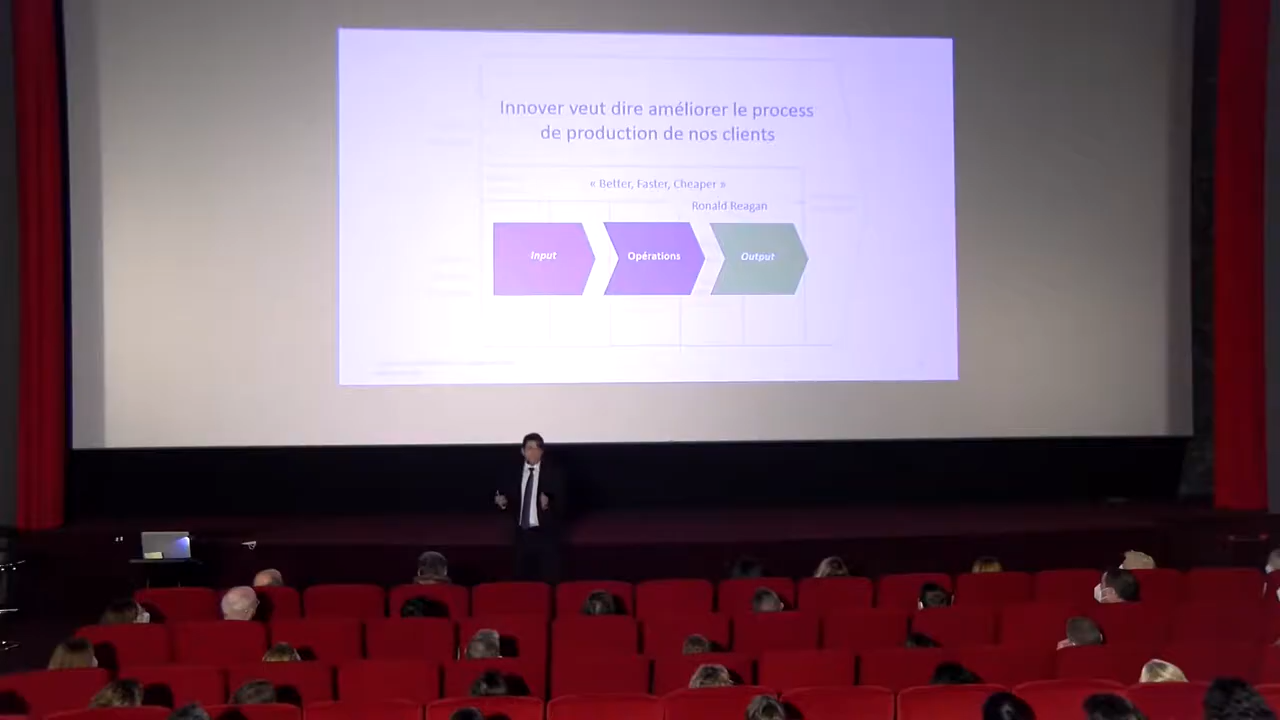 Innover veut dire améliorer le process
de production de nos clients
« Better, Faster, Cheaper »
Ronald Reagan
Input
Opérations
Output